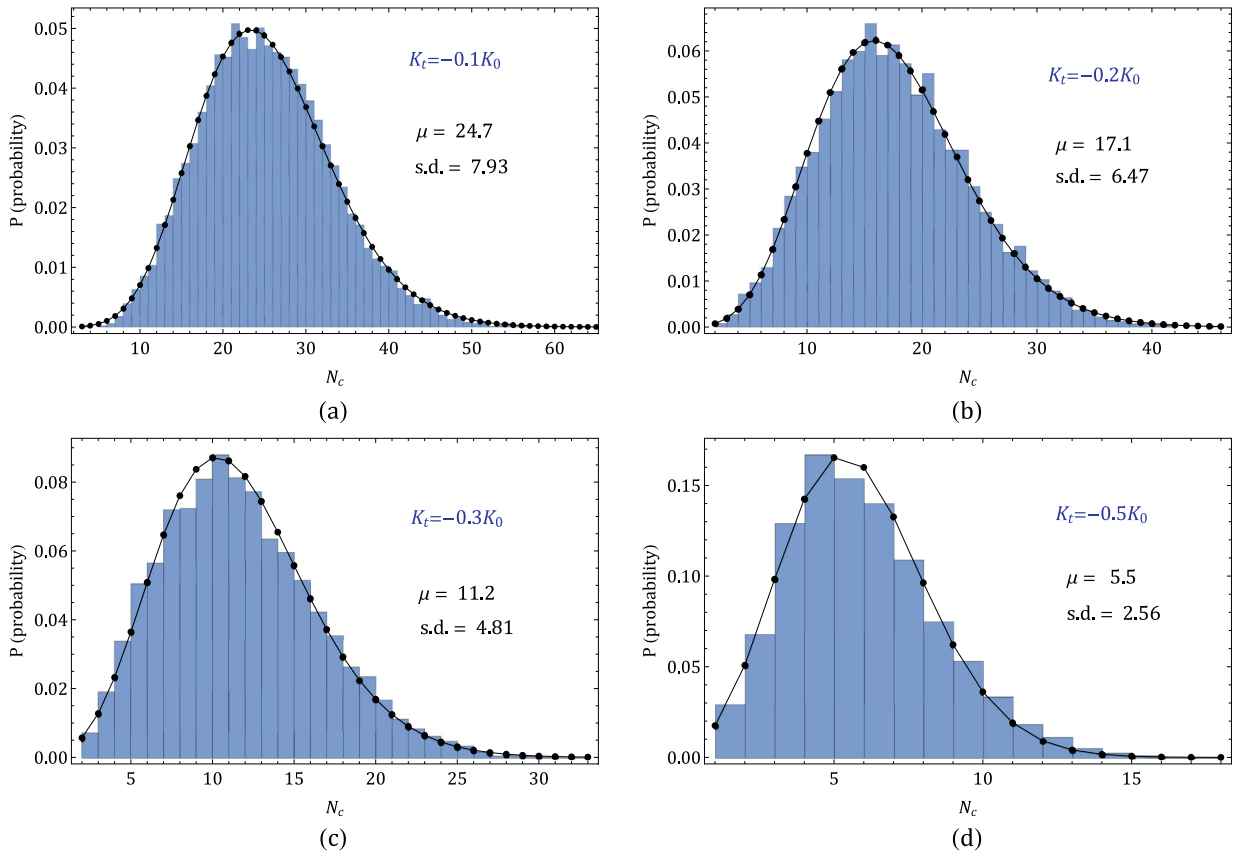 0.05
0.04
0.03
0.02
0.01
0.00
P (probability)
K_t=−0.1K_0
μ = 24.7
s.d. = 7.93
10 20 30 40 50 60
N_c
(a)
0.06
0.05
0.04
0.03
0.02
0.01
0.00
P (probability)
K_t=−0.2K_0
μ = 17.1
s.d. = 6.47
10 20 30 40
N_c
(b)
0.08
0.06
0.04
0.02
0.00
P (probability)
K_t=−0.3K_0
μ = 11.2
s.d. = 4.81
5 10 15 20 25 30
N_c
(c)
0.15
0.10
0.05
0.00
P (probability)
K_t=−0.5K_0
μ = 5.5
s.d. = 2.56
5 10 15
N_c
(d)